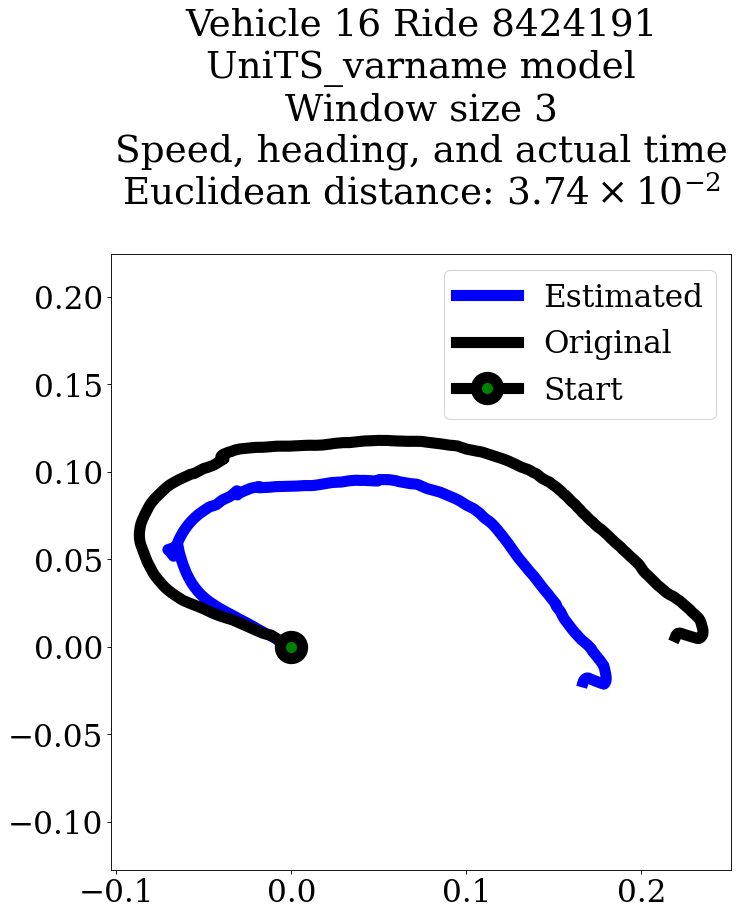 Vehicle 16 Ride 8424191
UniTS_varname model
Window size 3
Speed, heading, and actual time
Euclidean distance: 3.74 × 10⁻²
Estimated
Original
Start
0.20
0.15
0.10
0.05
0.00
−0.05
−0.10
−0.1 0.0 0.1 0.2